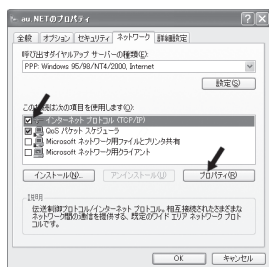 au.NETのプロパティ
全般 オプション セキュリティ ネットワーク 詳細設定
呼び出すダイヤルアップ サーバーの種類(E):
PPP: Windows 95/98/NT4/2000, Internet
設定(S)
この接続は次の項目を使用します(O):
インターネット プロトコル (TCP/IP)
QoS パケット スケジューラ
Microsoft ネットワーク用ファイルとプリンタ共有
Microsoft ネットワーク用クライアント
インストール(N)... アンインストール(U) プロパティ(R)
説明
伝送制御プロトコル/インターネット プロトコル。相互接続されたさまざまな
ネットワーク間の通信を提供する、既定のワイド エリア ネットワーク プロト
コルです。
OK キャンセル